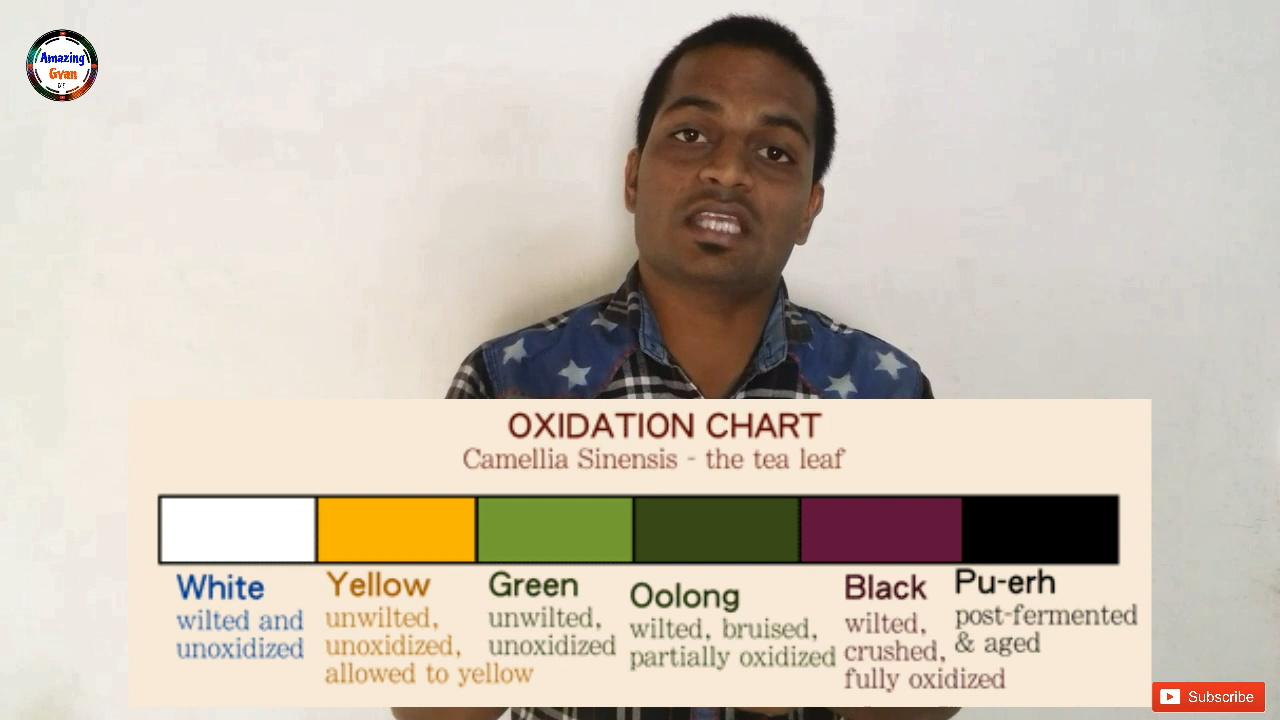 Amazing
Gyan
OXIDATION CHART
Camellia Sinensis - the tea leaf
White
wilted and
unoxidized
Yellow
unwilted,
unoxidized,
allowed to yellow
Green
unwilted,
unoxidized
Oolong
wilted, bruised,
partially oxidized
Black
wilted,
crushed,
fully oxidized
Pu-erh
post-fermented
& aged
Subscribe